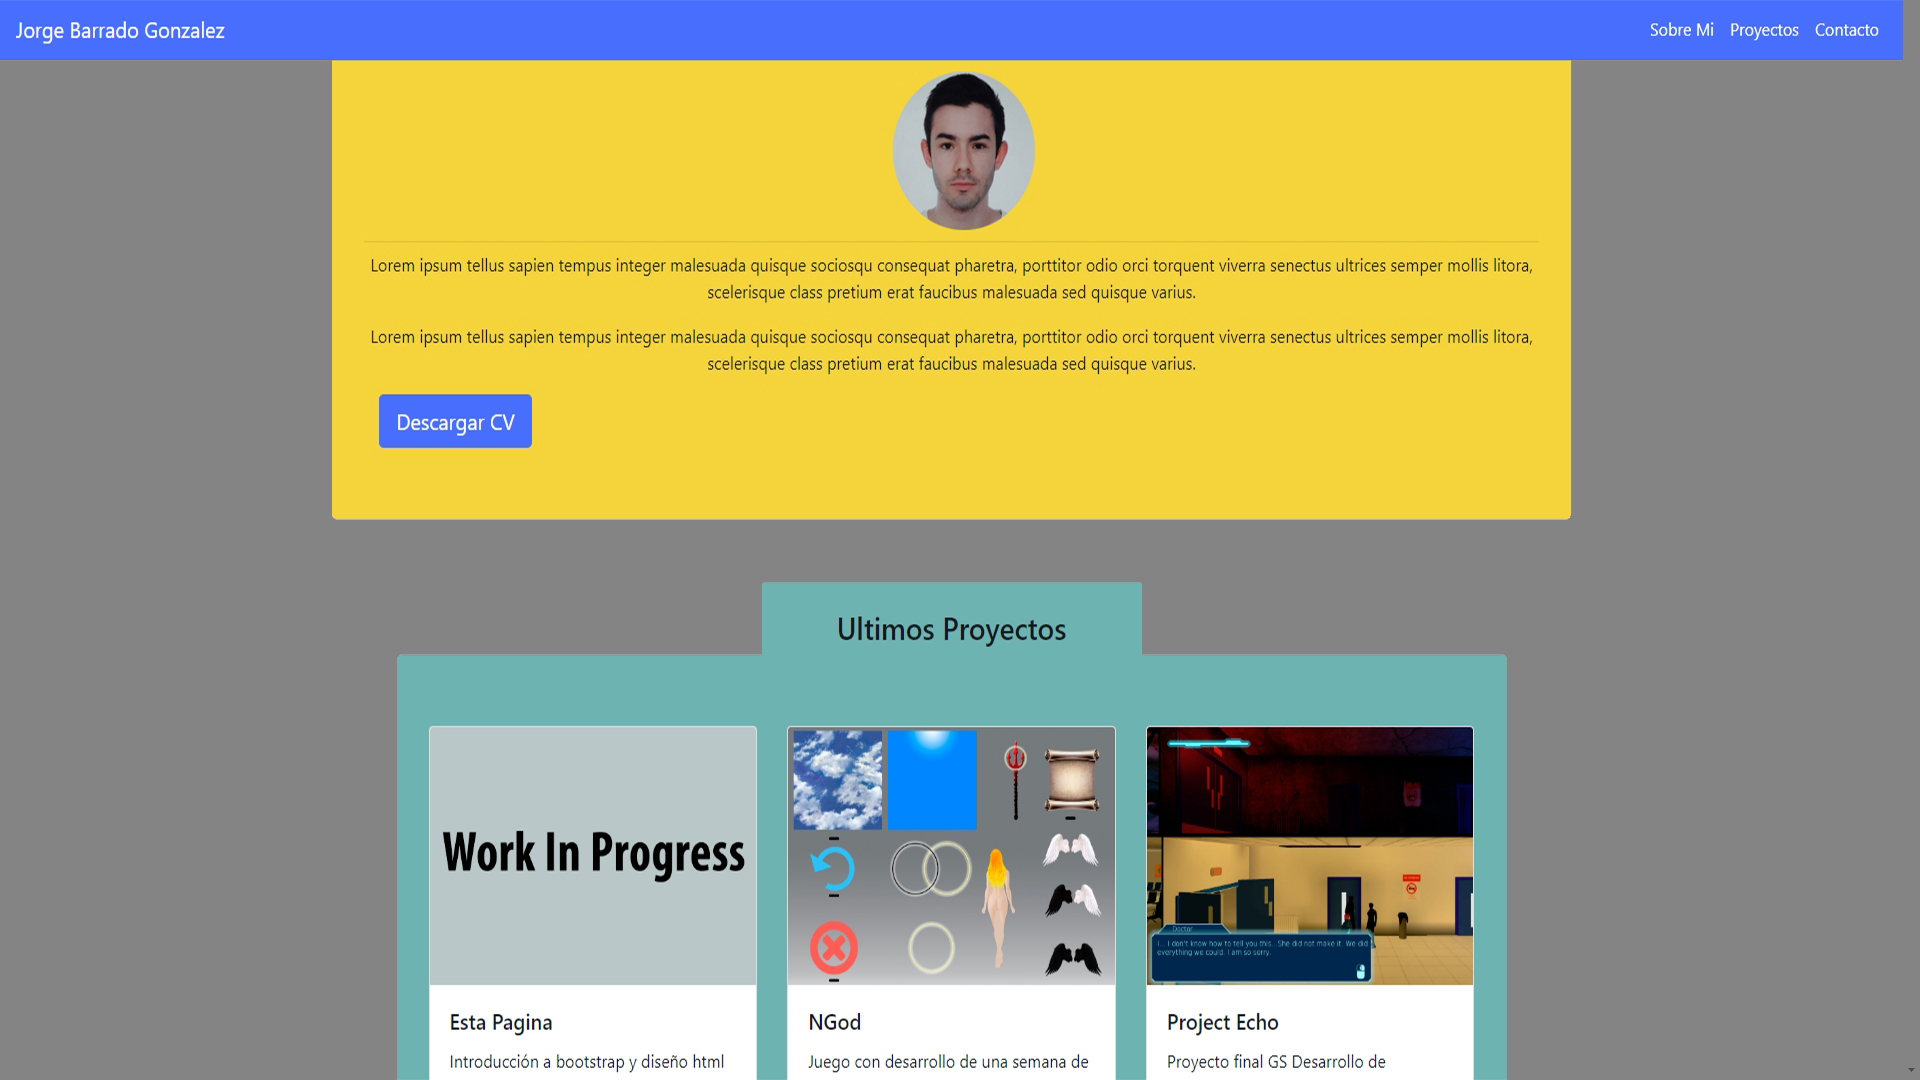 Jorge Barrado Gonzalez
Sobre Mi
Proyectos
Contacto
Lorem ipsum tellus sapien tempus integer malesuada quisque sociosqu consequat pharetra, porttitor odio orci torquent viverra senectus ultrices semper mollis litora,
scelerisque class pretium erat faucibus malesuada sed quisque varius.
Lorem ipsum tellus sapien tempus integer malesuada quisque sociosqu consequat pharetra, porttitor odio orci torquent viverra senectus ultrices semper mollis litora,
scelerisque class pretium erat faucibus malesuada sed quisque varius.
Descargar CV
Ultimos Proyectos
Work In Progress
Doctor
I... I don't know how to tell you this...She did not make it. We did
everything we could. I am so sorry.
Esta Pagina
Introducción a bootstrap y diseño html
NGod
Juego con desarrollo de una semana de
Project Echo
Proyecto final GS Desarrollo de